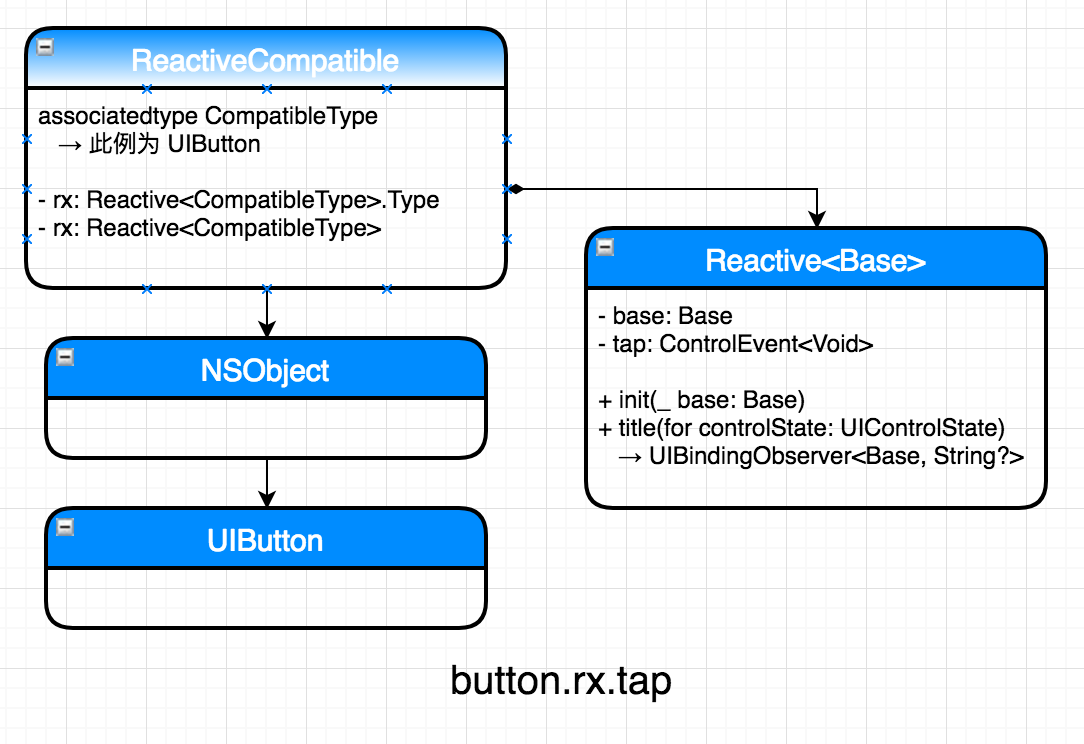 ReactiveCompatible
associatedtype CompatibleType
→ 此例为 UIButton
- rx: Reactive<CompatibleType>.Type
- rx: Reactive<CompatibleType>
Reactive<Base>
- base: Base
- tap: ControlEvent<Void>
+ init(_ base: Base)
+ title(for controlState: UIControlState)
→ UIBindingObserver<Base, String?>
NSObject
UIButton
button.rx.tap